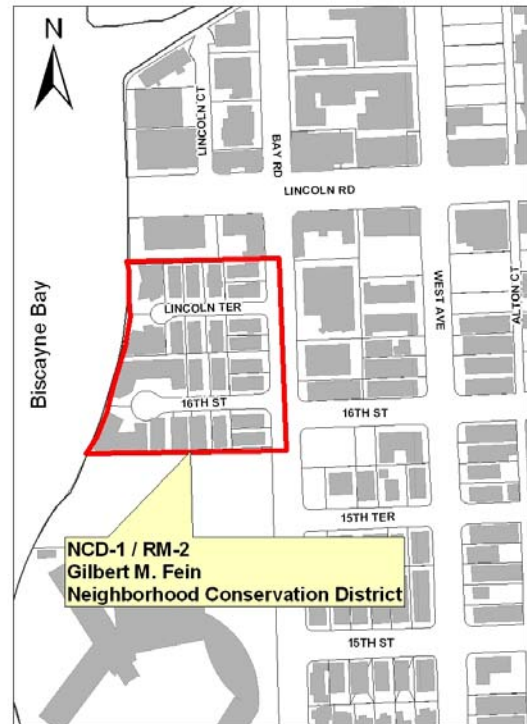 N
LINCOLN CT
BAY RD
LINCOLN RD
WEST AVE
ALTON CT
Biscayne Bay
LINCOLN TER
16TH ST
16TH ST
NCD-1 / RM-2
Gilbert M. Fein
Neighborhood Conservation District
15TH TER
15TH ST